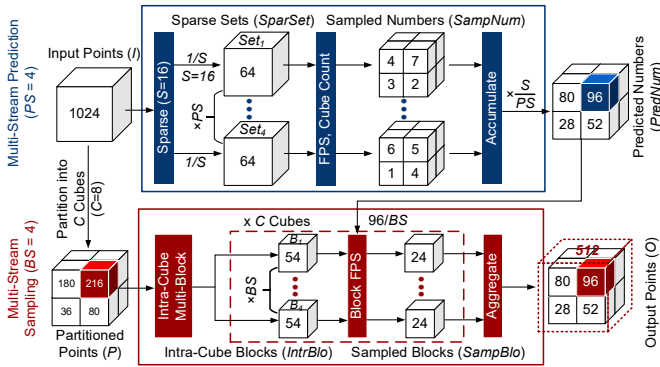 Sparse Sets (SparSet)
Sampled Numbers (SampNum)
Multi-Stream Prediction
(PS = 4)
Input Points (I)
1024
Sparse (S=16)
1/S
S=16
Set1
64
×PS
1/S
Set4
64
FPS, Cube Count
4 7
3 2
6 5
1 4
Accumulate
× S/PS
80 96
28 52
Predicted Numbers
(PredNum)
Partition into
C Cubes
(C=8)
Multi-Stream
Sampling (BS = 4)
180 216
36 80
Partitioned
Points (P)
Intra-Cube
Multi-Block
x C Cubes
96/BS
B1
54
×BS
B4
54
Block FPS
24
24
Aggregate
Intra-Cube Blocks (IntrBlo)
Sampled Blocks (SampBlo)
512
80 96
28 52
Output Points (O)